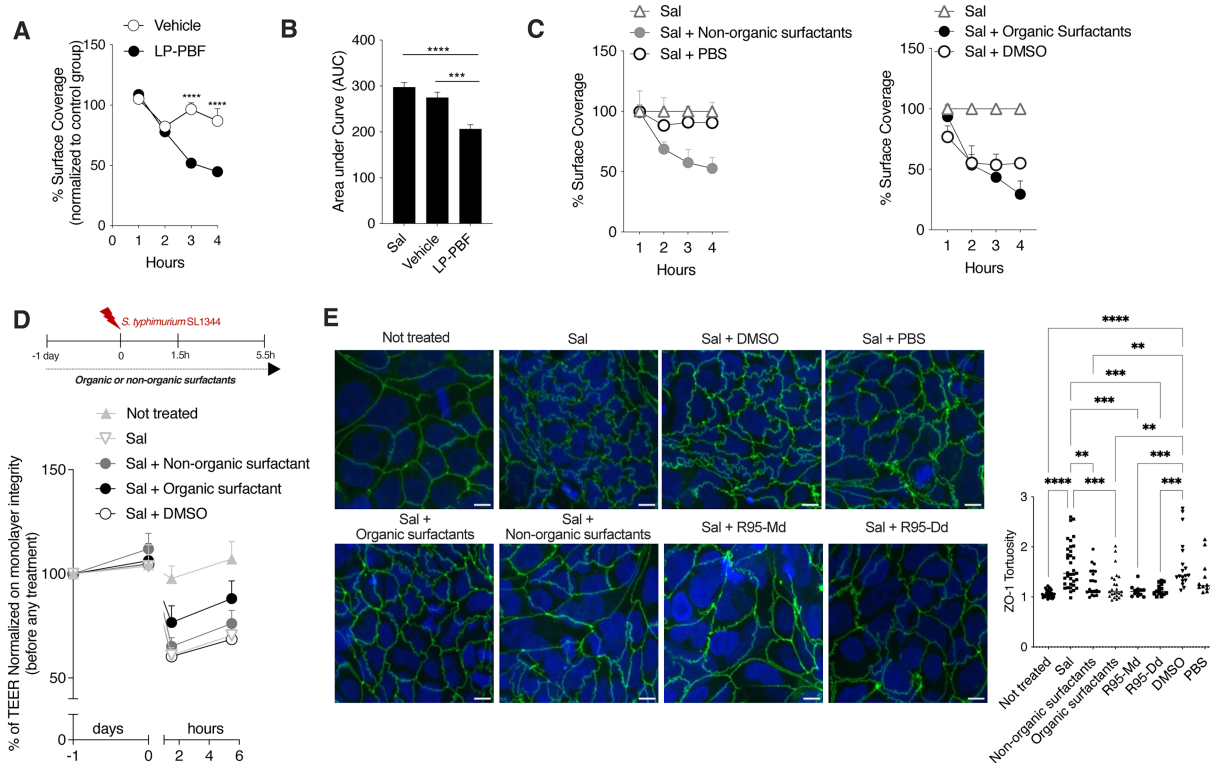 A
Vehicle
LP-PBF
% Surface Coverage
(normalized to control group)
150
100
50
0
****
****
0 1 2 3 4
Hours
B
Area under Curve (AUC)
400
300
200
100
0
****
***
Sal
Vehicle
LP-PBF
C
Sal
Sal + Non-organic surfactants
Sal + PBS
% Surface Coverage
150
100
50
0
1 2 3 4
Hours
Sal
Sal + Organic Surfactants
Sal + DMSO
% Surface Coverage
150
100
50
0
1 2 3 4
Hours
D
S. typhimurium SL1344
-1 day 0 1.5h 5.5h
Organic or non-organic surfactants
Not treated
Sal
Sal + Non-organic surfactant
Sal + Organic surfactant
Sal + DMSO
% of TEER Normalized on monolayer integrity
(before any treatment)
150
100
50
0
days hours
-1 0 2 4 6
E
Not treated
Sal
Sal + DMSO
Sal + PBS
Sal +
Organic surfactants
Sal +
Non-organic surfactants
Sal + R95-Md
Sal + R95-Dd
****
**
***
***
**
** ***
**** *** ***
ZO-1 Tortuosity
3
2
1
0
Not treated
Sal
Non-organic surfactants
Organic surfactants
R95-Md
R95-Dd
DMSO
PBS